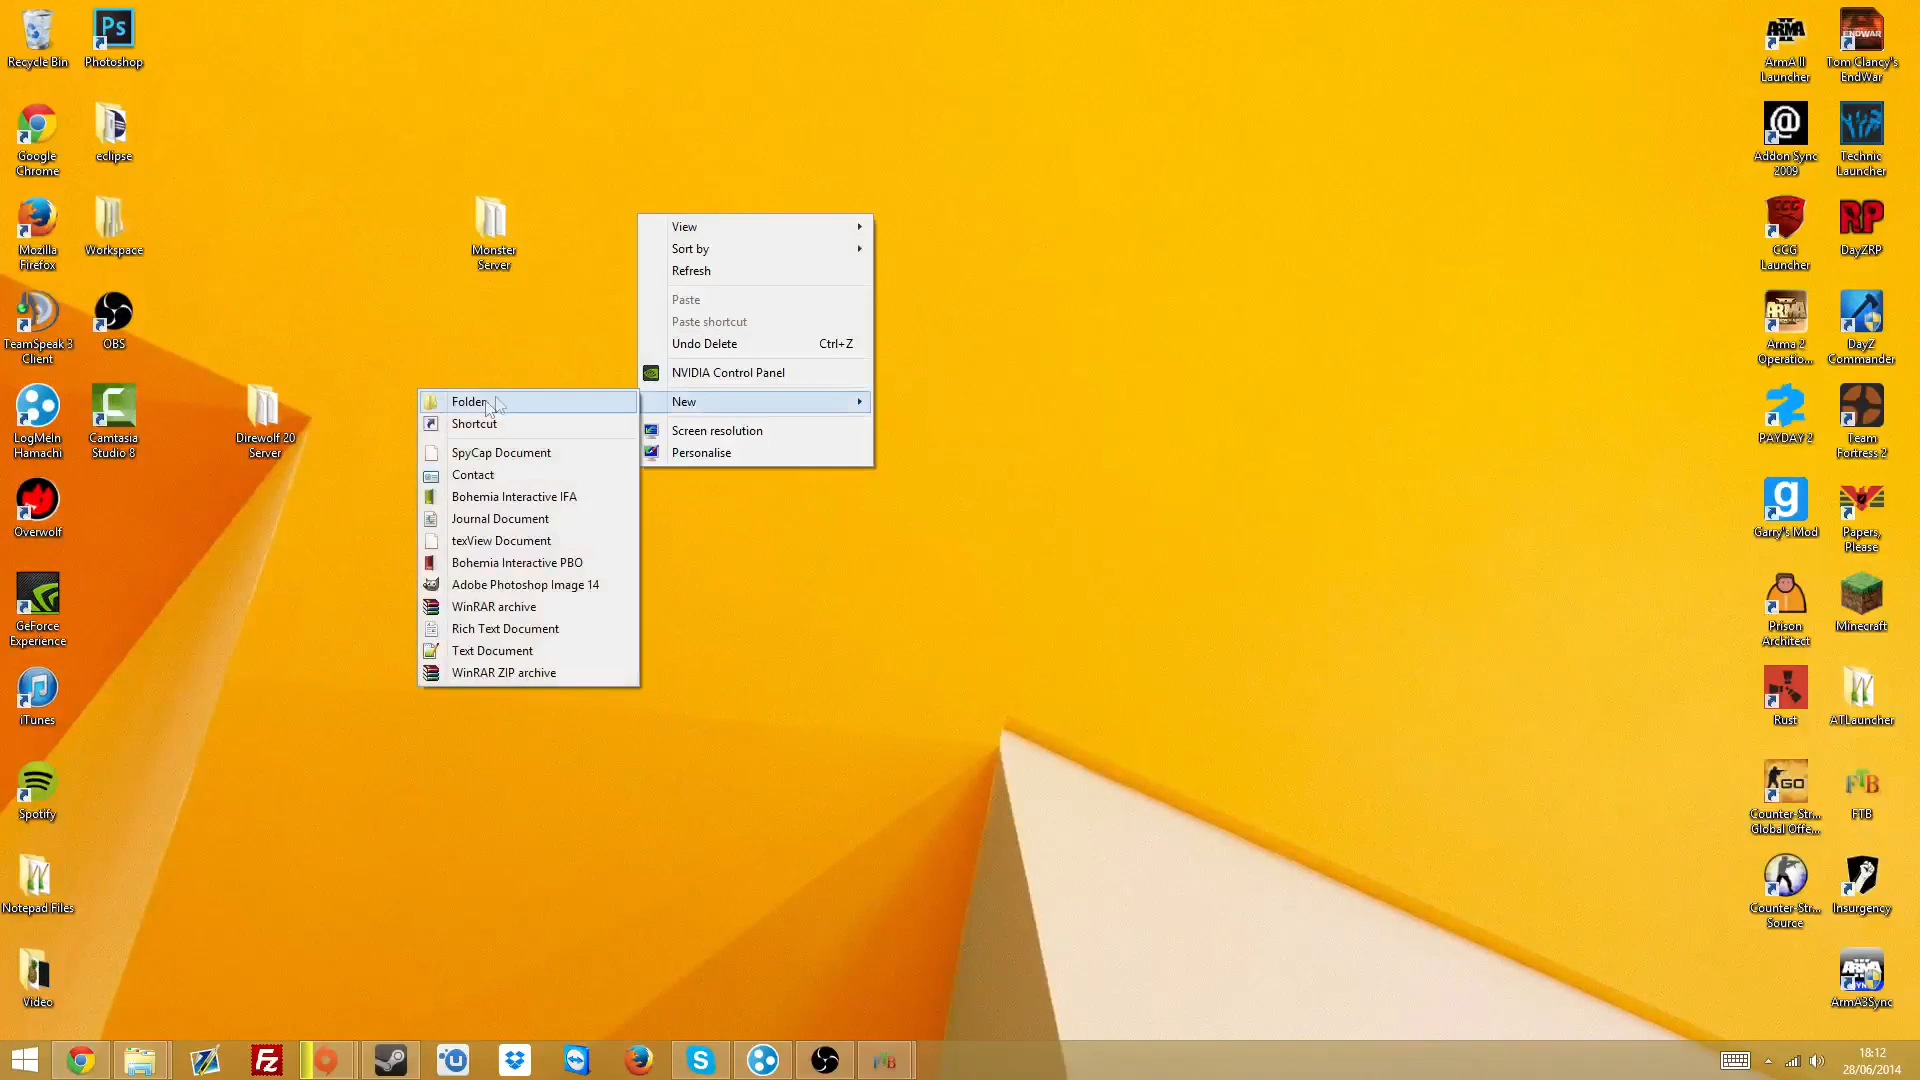 Recycle Bin
Photoshop
Google
Chrome
eclipse
Mozilla
Firefox
Workspace
TeamSpeak 3
Client
OBS
LogMeIn
Hamachi
Camtasia
Studio 8
Overwolf
GeForce
Experience
iTunes
Spotify
Notepad Files
Video
Direwolf 20
Server
Monster
Server
View
Sort by
Refresh
Paste
Paste shortcut
Undo Delete Ctrl+Z
NVIDIA Control Panel
New
Screen resolution
Personalise
Folder
Shortcut
SpyCap Document
Contact
Bohemia Interactive IFA
Journal Document
texView Document
Bohemia Interactive PBO
Adobe Photoshop Image 14
WinRAR archive
Rich Text Document
Text Document
WinRAR ZIP archive
ArmA II
Launcher
Tom Clancy's
EndWar
Addon Sync
2009
Technic
Launcher
CCG
Launcher
DayZRP
Arma 2
Operatio...
DayZ
Commander
PAYDAY 2
Team
Fortress 2
Garry's Mod
Papers,
Please
Prison
Architect
Minecraft
Rust
ATLauncher
Counter-Str...
Global Offe...
FTB
Counter-Str...
Source
Insurgency
ArmA3Sync
18:12
28/06/2014